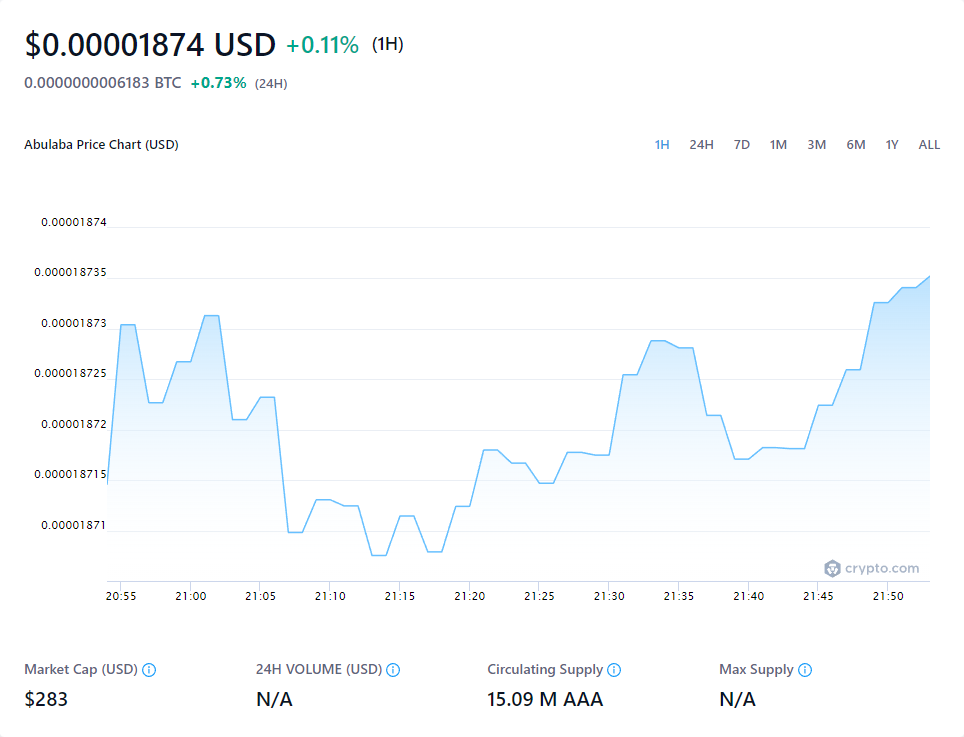 $0.00001874 USD +0.11% (1H)
0.0000000006183 BTC +0.73% (24H)
Abulaba Price Chart (USD) 1H 24H 7D 1M 3M 6M 1Y ALL
0.00001874
0.000018735
0.00001873
0.000018725
0.00001872
0.000018715
0.00001871
crypto.com
20:55 21:00 21:05 21:10 21:15 21:20 21:25 21:30 21:35 21:40 21:45 21:50
Market Cap (USD) 24H VOLUME (USD) Circulating Supply Max Supply
$283 N/A 15.09 M AAA N/A